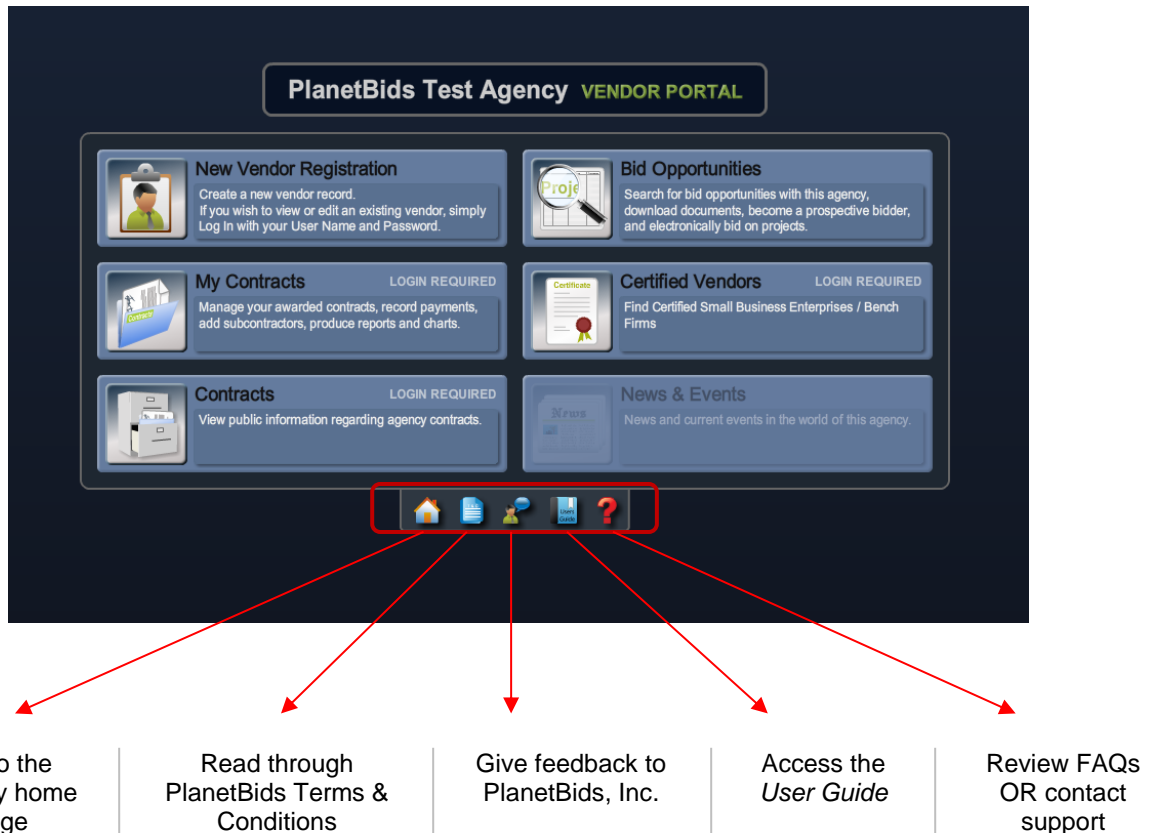 PlanetBids Test Agency VENDOR PORTAL
New Vendor Registration
Create a new vendor record.
If you wish to view or edit an existing vendor, simply
Log In with your User Name and Password.
Bid Opportunities
Proje
Search for bid opportunities with this agency,
download documents, become a prospective bidder,
and electronically bid on projects.
My Contracts LOGIN REQUIRED
Contracts
Manage your awarded contracts, record payments,
add subcontractors, produce reports and charts.
Certified Vendors LOGIN REQUIRED
Certificate
Find Certified Small Business Enterprises / Bench
Firms
Contracts LOGIN REQUIRED
View public information regarding agency contracts.
News & Events
News
News and current events in the world of this agency.
Users
Guide
?
o the
y home
ge
Read through
PlanetBids Terms &
Conditions
Give feedback to
PlanetBids, Inc.
Access the
User Guide
Review FAQs
OR contact
support